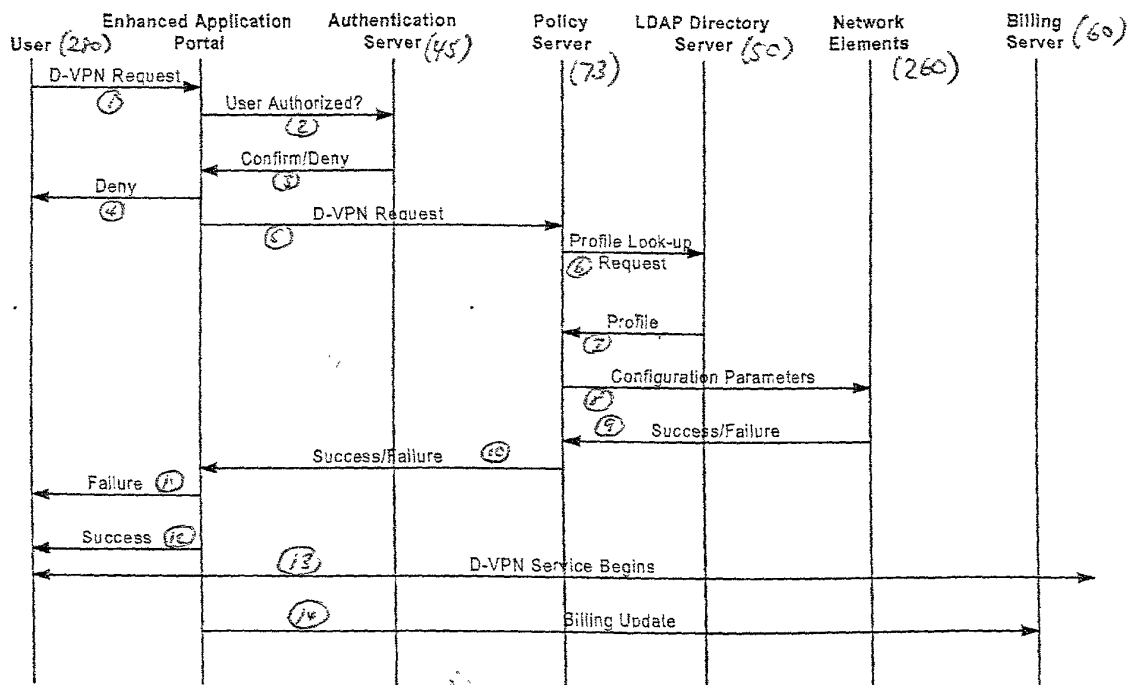 Enhanced Application Portal
Authentication Server (45)
Policy Server (73)
LDAP Directory Server (50)
Network Elements (260)
Billing Server (60)
User (280)
D-VPN Request
1
User Authorized?
2
Confirm/Deny
3
Deny
4
D-VPN Request
5
Profile Look-up
6 Request
Profile
7
Configuration Parameters
8
9
Success/Failure
Success/Failure 10
Failure 11
Success 12
13
D-VPN Service Begins
14
Billing Update